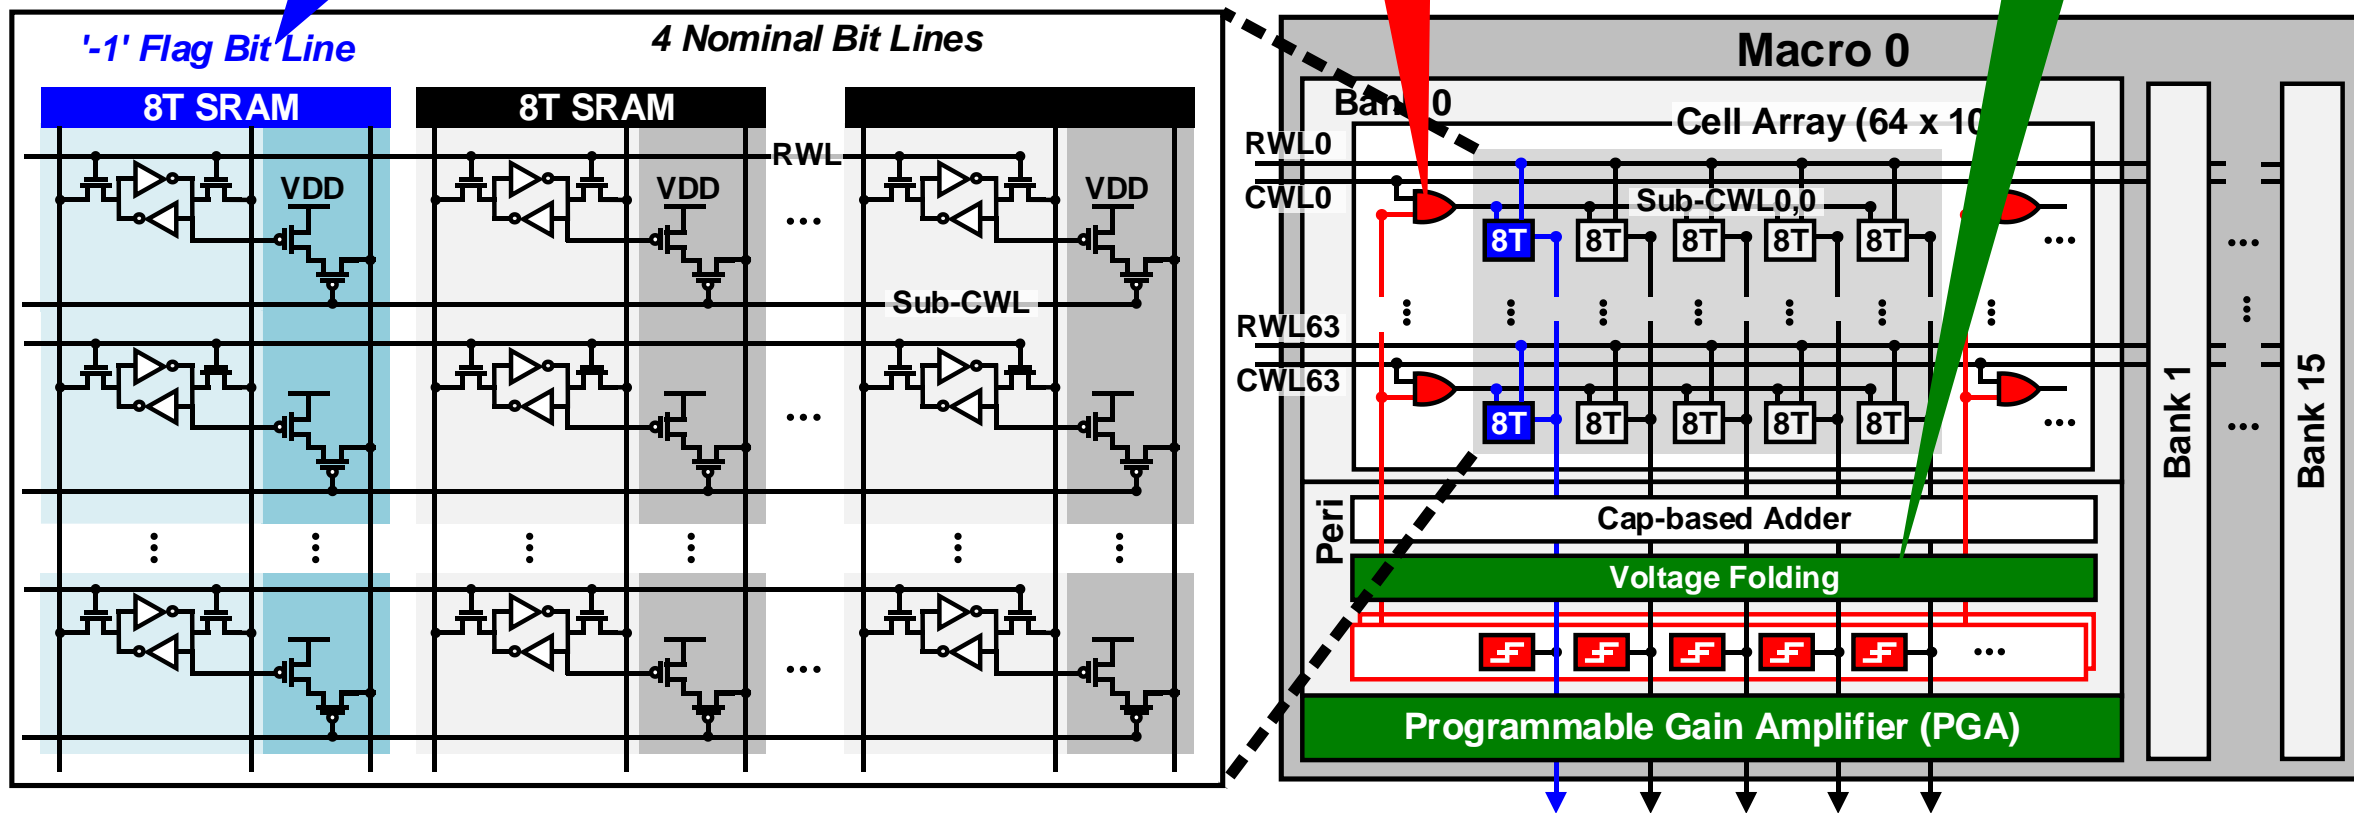 '-1' Flag Bit Line
4 Nominal Bit Lines
8T SRAM
8T SRAM
RWL
VDD
VDD
VDD
...
Sub-CWL
...
...
Macro 0
Cell Array (64 x 10
RWL0
CWL0
Sub-CWL0,0
8T
8T
8T
8T
8T
...
...
RWL63
CWL63
8T
8T
8T
8T
8T
...
...
Bank 1
Bank 15
Peri
Cap-based Adder
Voltage Folding
...
Programmable Gain Amplifier (PGA)